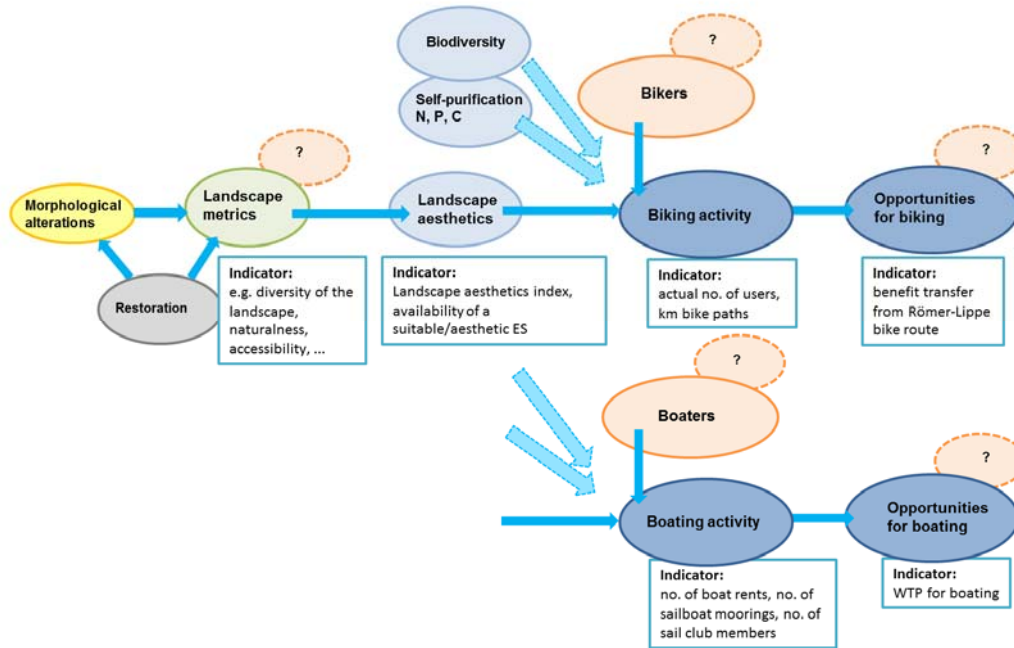 Biodiversity
?
Self-purification
N, P, C
Bikers
?
?
Morphological
alterations
Landscape
metrics
Landscape
aesthetics
Biking activity
Opportunities
for biking
Restoration
Indicator:
e.g. diversity of the
landscape,
naturalness,
accessibility, ...
Indicator:
Landscape aesthetics index,
availability of a
suitable/aesthetic ES
Indicator:
actual no. of users,
km bike paths
Indicator:
benefit transfer
from Römer-Lippe
bike route
?
Boaters
?
Boating activity
Opportunities
for boating
Indicator:
no. of boat rents, no. of
sailboat moorings, no. of
sail club members
Indicator:
WTP for boating